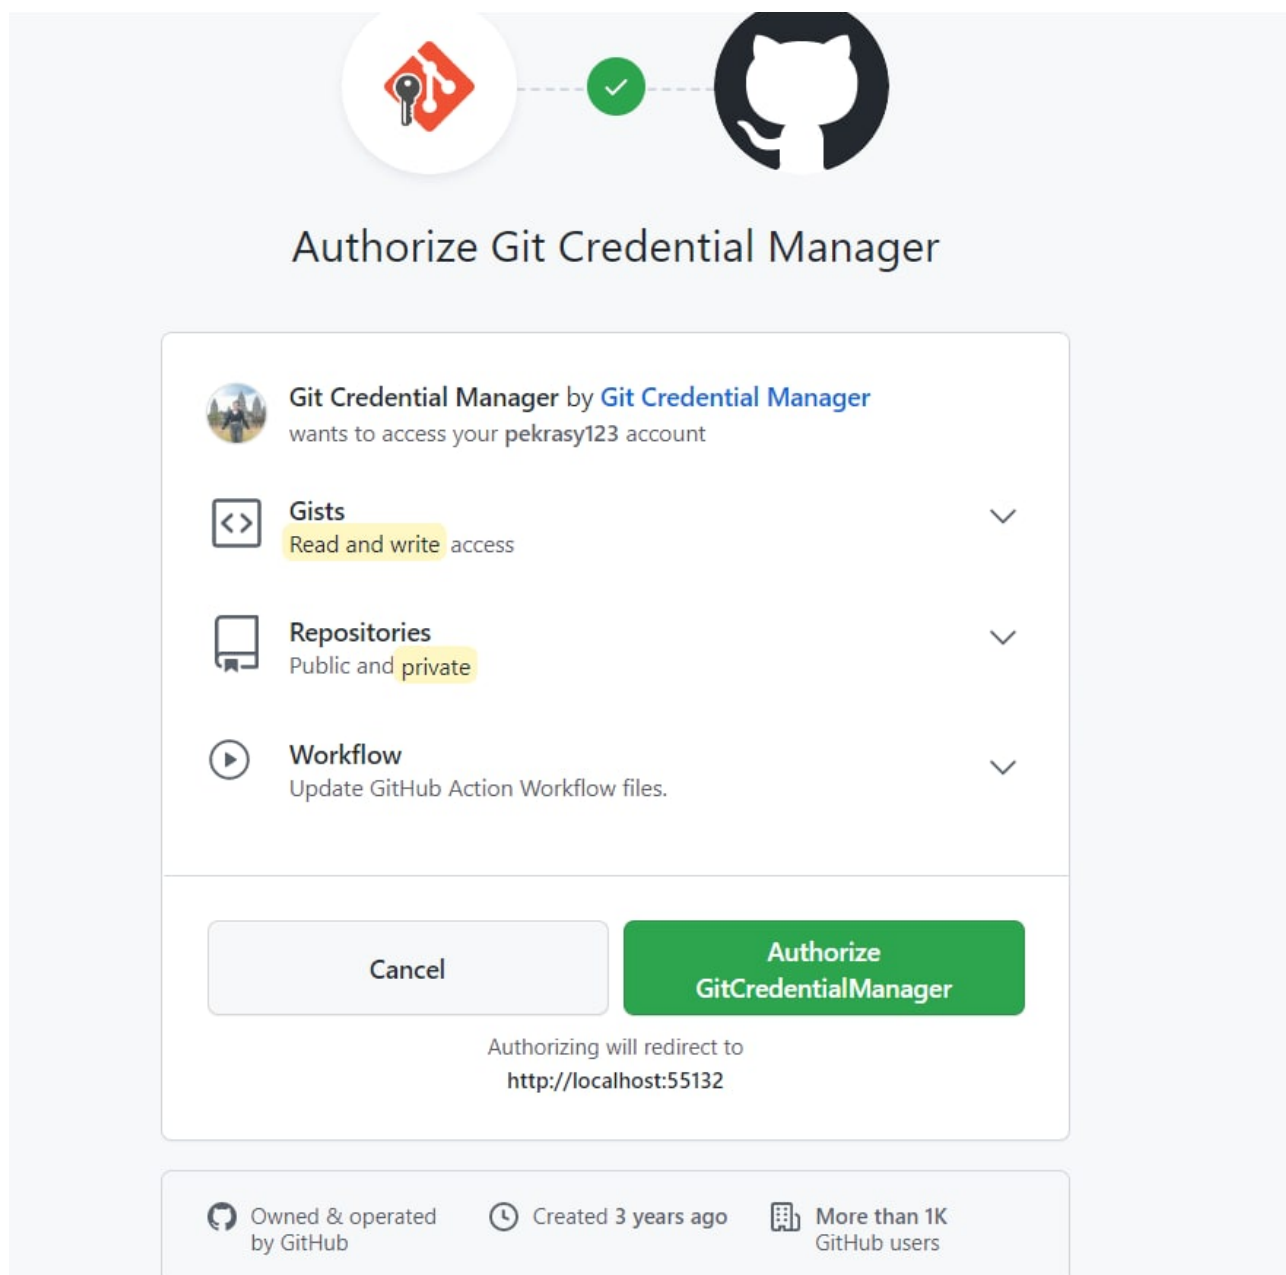 Authorize Git Credential Manager
Git Credential Manager by Git Credential Manager
wants to access your pekrasy123 account
Gists
Read and write access
Repositories
Public and private
Workflow
Update GitHub Action Workflow files.
Cancel
Authorize
GitCredentialManager
Authorizing will redirect to
http://localhost:55132
Owned & operated
by GitHub
Created 3 years ago
More than 1K
GitHub users